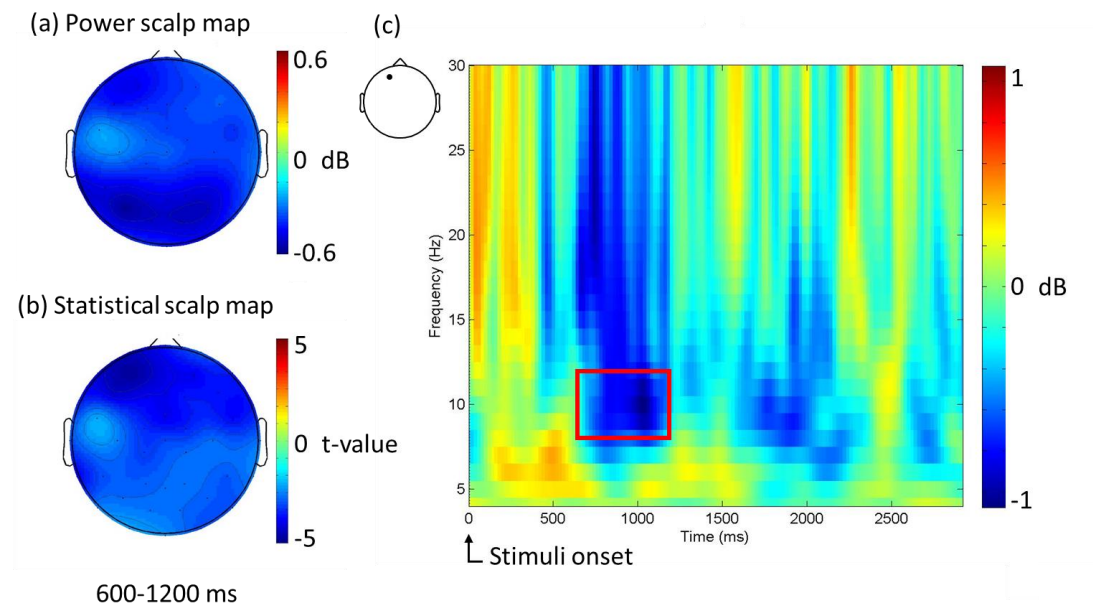 (a) Power scalp map
0.6
0 dB
-0.6
(b) Statistical scalp map
5
0 t-value
-5
600-1200 ms
(c)
30
25
20
15
10
5
Frequency (Hz)
0 500 1000 1500 2000 2500
Time (ms)
Stimuli onset
1
0 dB
-1